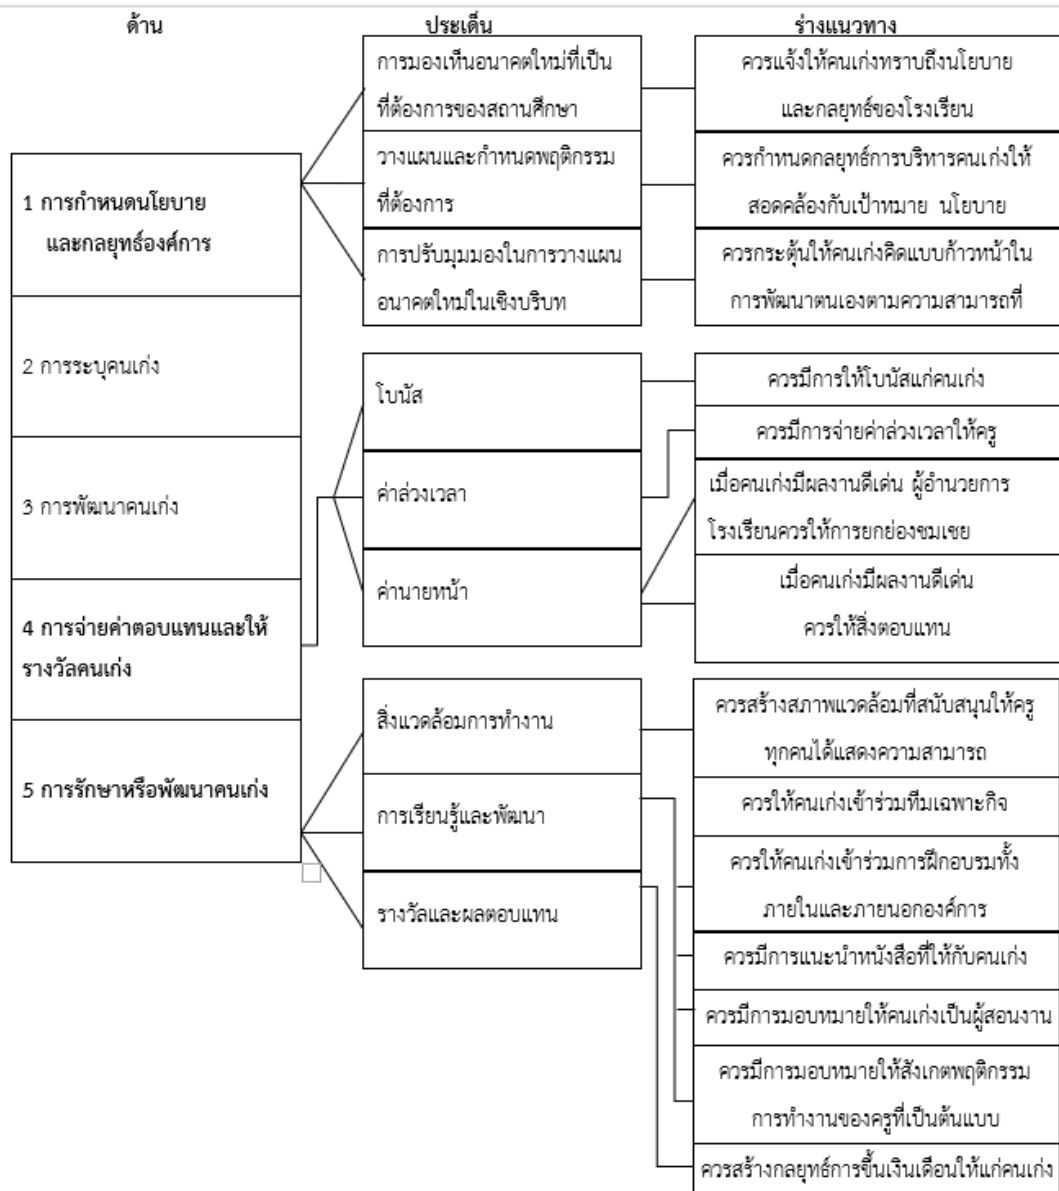 ด้าน
ประเด็น
ร่างแนวทาง
1 การกำหนดนโยบาย
และกลยุทธ์องค์การ
2 การระบุคนเก่ง
3 การพัฒนาคนเก่ง
4 การจ่ายค่าตอบแทนและให้
รางวัลคนเก่ง
5 การรักษาหรือพัฒนาคนเก่ง
การมองเห็นอนาคตใหม่ที่เป็น
ที่ต้องการของสถานศึกษา
วางแผนและกำหนดพฤติกรรม
ที่ต้องการ
การปรับมุมมองในการวางแผน
อนาคตใหม่ในเชิงบริบท
โบนัส
ค่าล่วงเวลา
ค่านายหน้า
สิ่งแวดล้อมการทำงาน
การเรียนรู้และพัฒนา
รางวัลและผลตอบแทน
ควรแจ้งให้คนเก่งทราบถึงนโยบาย
และกลยุทธ์ของโรงเรียน
ควรกำหนดกลยุทธ์การบริหารคนเก่งให้
สอดคล้องกับเป้าหมาย นโยบาย
ควรกระตุ้นให้คนเก่งคิดแบบก้าวหน้าใน
การพัฒนาตนเองตามความสามารถที่
ควรมีการให้โบนัสแก่คนเก่ง
ควรมีการจ่ายค่าล่วงเวลาให้ครู
เมื่อคนเก่งมีผลงานดีเด่น ผู้อำนวยการ
โรงเรียนควรให้การยกย่องชมเชย
เมื่อคนเก่งมีผลงานดีเด่น
ควรให้สิ่งตอบแทน
ควรสร้างสภาพแวดล้อมที่สนับสนุนให้ครู
ทุกคนได้แสดงความสามารถ
ควรให้คนเก่งเข้าร่วมทีมเฉพาะกิจ
ควรให้คนเก่งเข้าร่วมการฝึกอบรมทั้ง
ภายในและภายนอกองค์การ
ควรมีการแนะนำหนังสือที่ให้กับคนเก่ง
ควรมีการมอบหมายให้คนเก่งเป็นผู้สอนงาน
ควรมีการมอบหมายให้สังเกตพฤติกรรม
การทำงานของครูที่เป็นต้นแบบ
ควรสร้างกลยุทธ์การขึ้นเงินเดือนให้แก่คนเก่ง